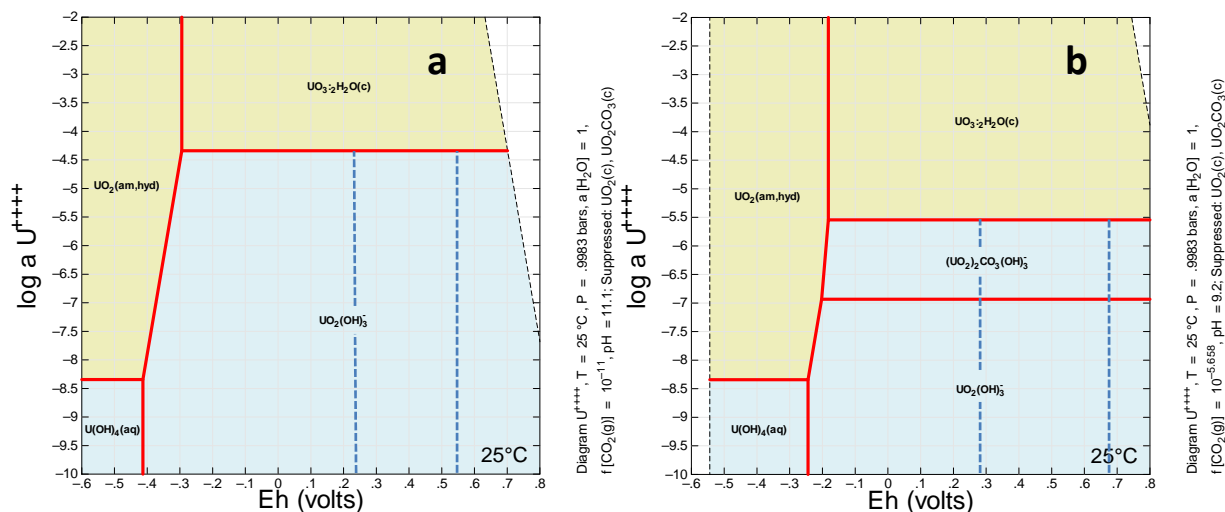 a
–2
–2.5
–3
–3.5
–4
–4.5
–5
–5.5
–6
–6.5
–7
–7.5
–8
–8.5
–9
–9.5
–10
log a U++++
UO3:2H2O(c)
UO2(am,hyd)
UO2(OH)3-
U(OH)4(aq)
25°C
–.6 –.5 –.4 –.3 –.2 –.1 0 .1 .2 .3 .4 .5 .6 .7 .8
Eh (volts)
Diagram U++++, T = 25 °C, P = .9983 bars, a [H2O] = 1,
f [CO2(g)] = 10–11, pH = 11.1; Suppressed: UO2(c), UO2CO3(c)
b
–2
–2.5
–3
–3.5
–4
–4.5
–5
–5.5
–6
–6.5
–7
–7.5
–8
–8.5
–9
–9.5
–10
log a U++++
UO3:2H2O(c)
UO2(am,hyd)
(UO2)2CO3(OH)3-
UO2(OH)3-
U(OH)4(aq)
25°C
–.6 –.5 –.4 –.3 –.2 –.1 0 .1 .2 .3 .4 .5 .6 .7 .8
Eh (volts)
Diagram U++++, T = 25 °C, P = .9983 bars, a [H2O] = 1,
f [CO2(g)] = 10–5.658, pH = 9.2; Suppressed: UO2(c), UO2CO3(c)